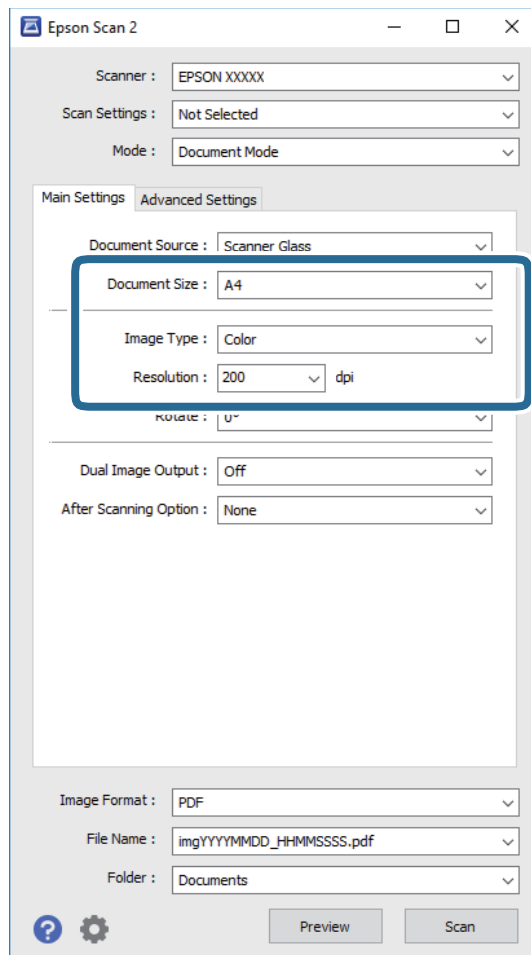 Epson Scan 2
Scanner : EPSON XXXXX
Scan Settings : Not Selected
Mode : Document Mode
Main Settings Advanced Settings
Document Source : Scanner Glass
Document Size : A4
Image Type : Color
Resolution : 200 dpi
Rotate : 0°
Dual Image Output : Off
After Scanning Option : None
Image Format : PDF
File Name : imgYYYYMMDD_HHMMSSSS.pdf
Folder : Documents
? Preview Scan